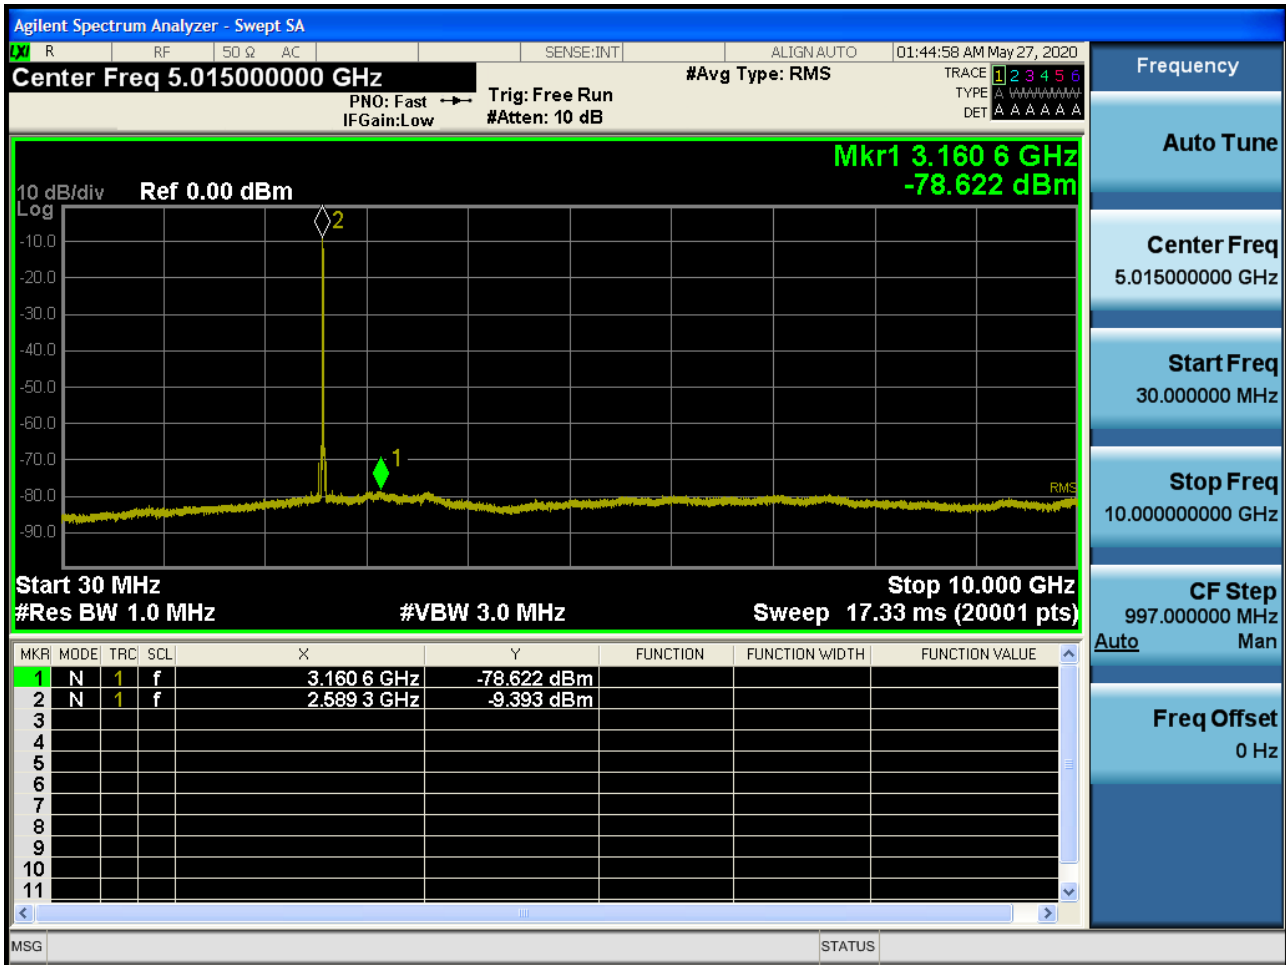 Agilent Spectrum Analyzer - Swept SA
LXI R RF 50 Ω AC SENSE:INT ALIGN AUTO 01:44:58 AM May 27, 2020
Center Freq 5.015000000 GHz
PNO: Fast
IFGain:Low
Trig: Free Run
#Atten: 10 dB
#Avg Type: RMS
TRACE 1 2 3 4 5 6
TYPE A WWWWW
DET A A A A A A
Mkr1 3.160 6 GHz
-78.622 dBm
10 dB/div Ref 0.00 dBm
Log
2
-10.0
-20.0
-30.0
-40.0
-50.0
-60.0
-70.0
1
-80.0
RMS
-90.0
Start 30 MHz Stop 10.000 GHz
#Res BW 1.0 MHz #VBW 3.0 MHz Sweep 17.33 ms (20001 pts)
MKR MODE TRC SCL X Y FUNCTION FUNCTION WIDTH FUNCTION VALUE
1 N 1 f 3.160 6 GHz -78.622 dBm
2 N 1 f 2.589 3 GHz -9.393 dBm
3
4
5
6
7
8
9
10
11
MSG STATUS
Frequency
Auto Tune
Center Freq
5.015000000 GHz
Start Freq
30.000000 MHz
Stop Freq
10.000000000 GHz
CF Step
997.000000 MHz
Auto Man
Freq Offset
0 Hz